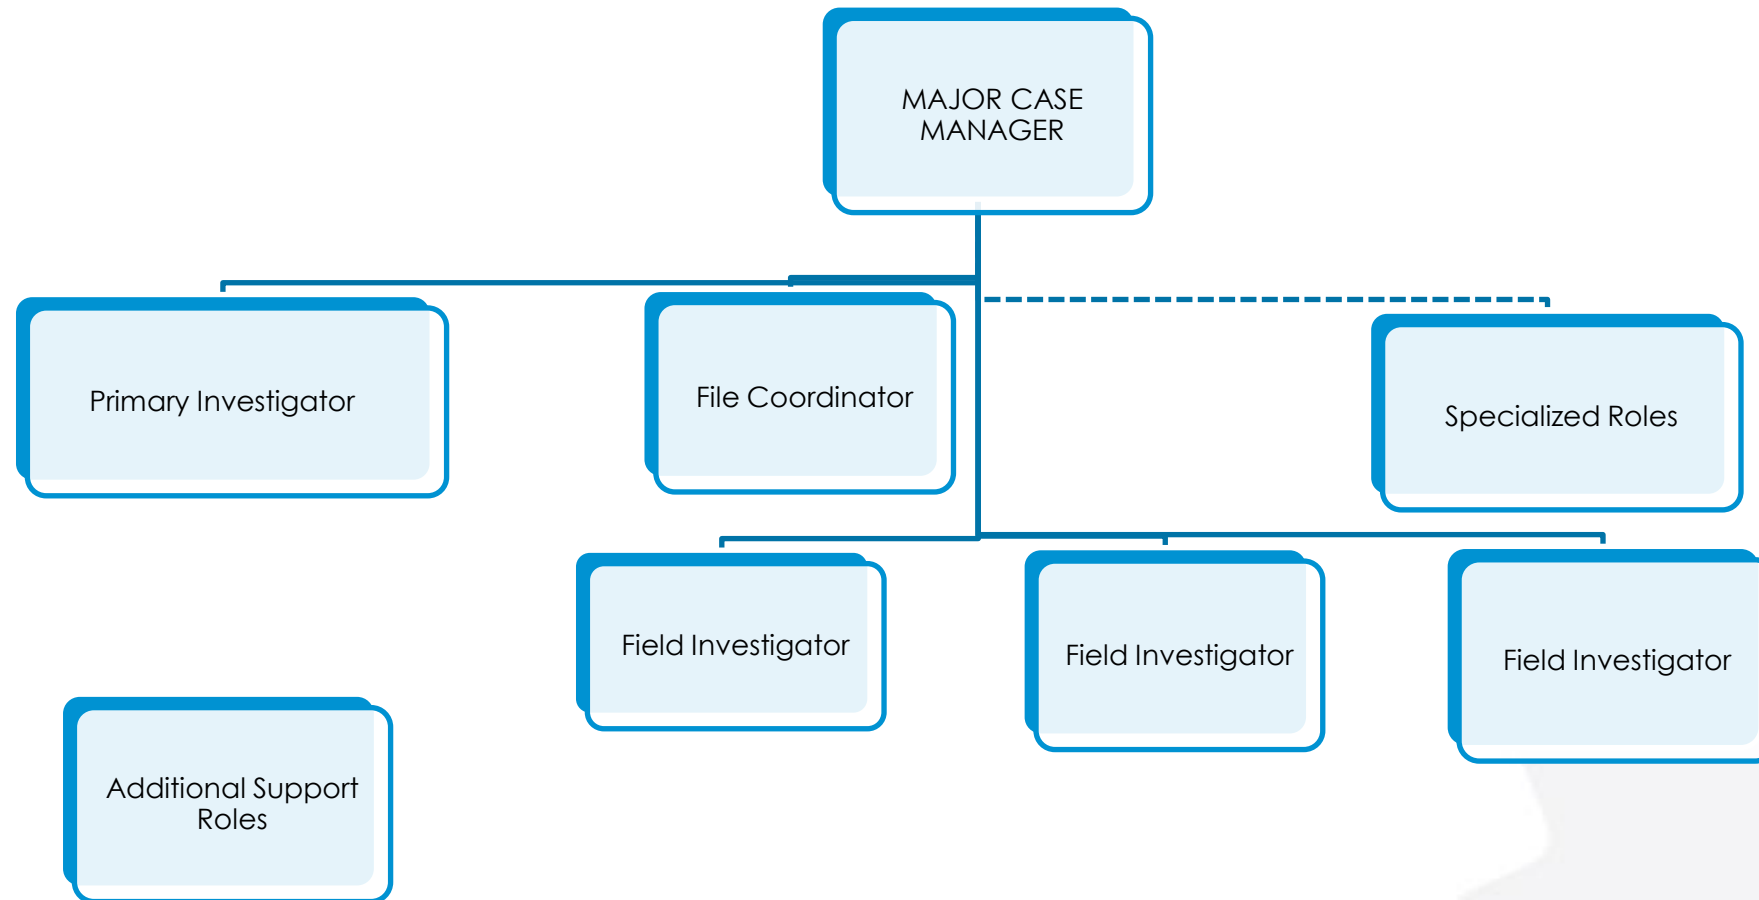 MAJOR CASE
MANAGER
Primary Investigator
File Coordinator
Specialized Roles
Field Investigator
Field Investigator
Field Investigator
Additional Support
Roles